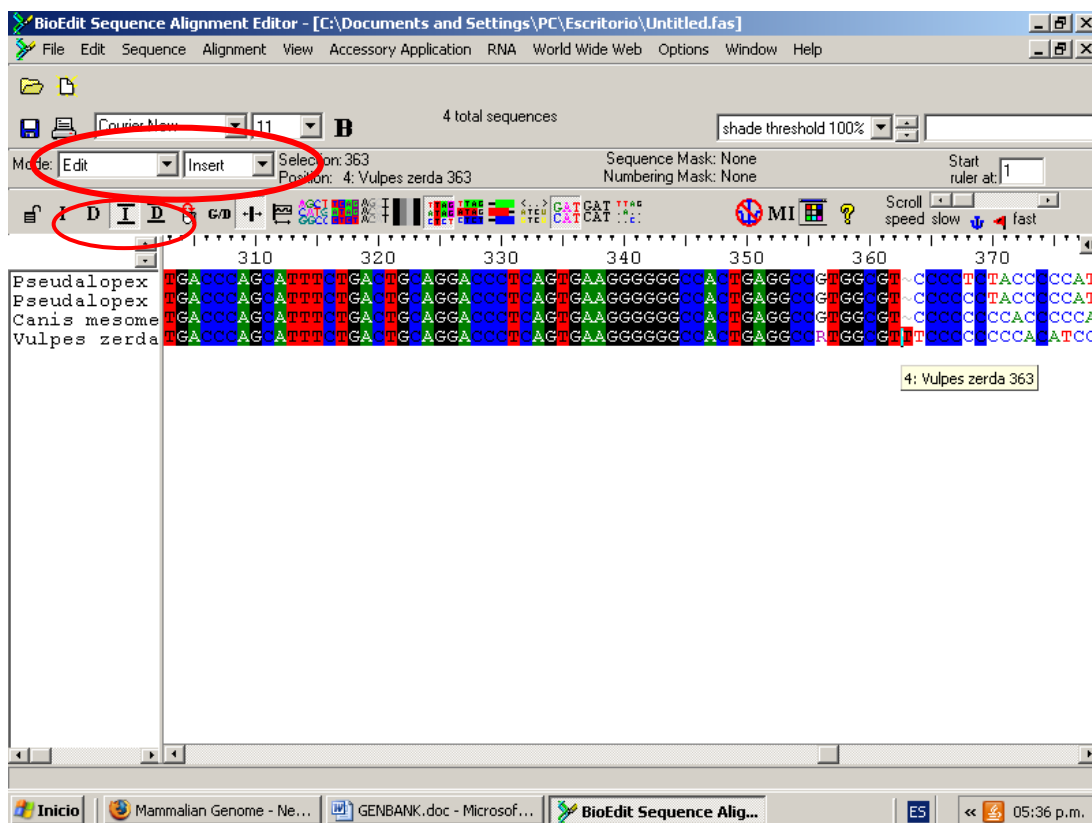 BioEdit Sequence Alignment Editor - [C:\Documents and Settings\PC\Escritorio\Untitled.fas]
File Edit Sequence Alignment View Accessory Application RNA World Wide Web Options Window Help
Courier New 11 B 4 total sequences shade threshold 100%
Mode: Edit Insert Selection: 363 Sequence Mask: None Start
Position: 4: Vulpes zerda 363 Numbering Mask: None ruler at: 1
I D I D G/D MI Scroll
speed slow fast
310 320 330 340 350 360 370
Pseudalopex TGACCCAGCATTTCTGACTGCAGGACCCTCAGTGAAGGGGGGCCACTGAGGCCGTGGCGT~CCCCTCTACCCCCAT
Pseudalopex TGACCCAGCATTTCTGACTGCAGGACCCTCAGTGAAGGGGGGCCACTGAGGCCGTGGCGT~CCCCCCTACCCCCAT
Canis mesome TGACCCAGCATTTCTGACTGCAGGACCCTCAGTGAAGGGGGGCCACTGAGGCCGTGGCGT~CCCCCCCCACCCCCA
Vulpes zerda TGACCCAGCATTTCTGACTGCAGGACCCTCAGTGAAGGGGGGCCACTGAGGCCRTGGCGTTTCCCCCCCCACATCC
4: Vulpes zerda 363
Inicio Mammalian Genome - Ne... GENBANK.doc - Microsof... BioEdit Sequence Alig... ES « 05:36 p.m.